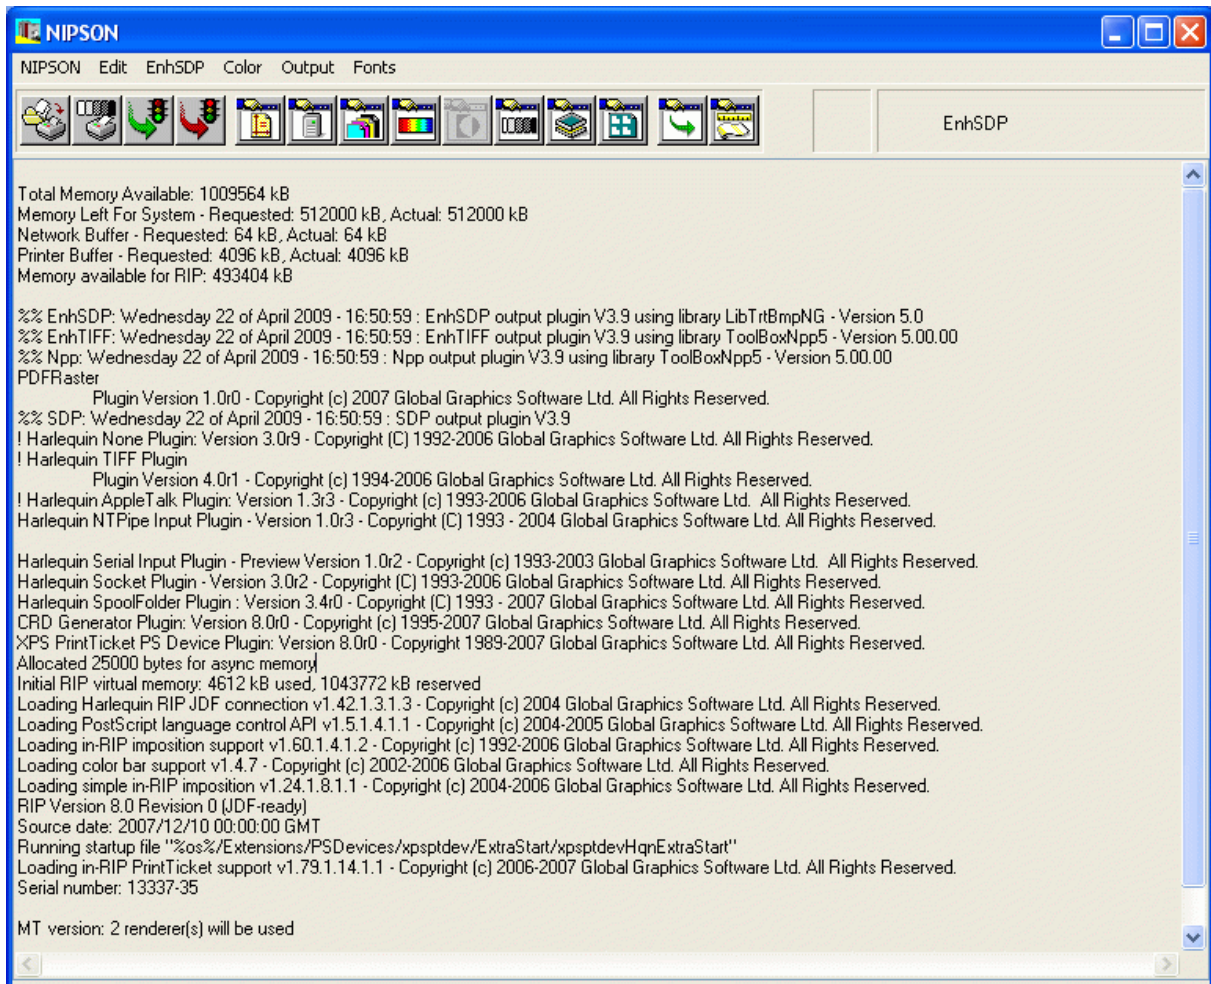 NIPSON
NIPSON Edit EnhSDP Color Output Fonts
EnhSDP
Total Memory Available: 1009564 kB
Memory Left For System - Requested: 512000 kB, Actual: 512000 kB
Network Buffer - Requested: 64 kB, Actual: 64 kB
Printer Buffer - Requested: 4096 kB, Actual: 4096 kB
Memory available for RIP: 493404 kB
%% EnhSDP: Wednesday 22 of April 2009 - 16:50:59 : EnhSDP output plugin V3.9 using library LibTrtBmpNG - Version 5.0
%% EnhTIFF: Wednesday 22 of April 2009 - 16:50:59 : EnhTIFF output plugin V3.9 using library ToolBoxNpp5 - Version 5.00.00
%% Npp: Wednesday 22 of April 2009 - 16:50:59 : Npp output plugin V3.9 using library ToolBoxNpp5 - Version 5.00.00
PDFRaster
Plugin Version 1.0r0 - Copyright (c) 2007 Global Graphics Software Ltd. All Rights Reserved.
%% SDP: Wednesday 22 of April 2009 - 16:50:59 : SDP output plugin V3.9
! Harlequin None Plugin: Version 3.0r9 - Copyright (C) 1992-2006 Global Graphics Software Ltd. All Rights Reserved.
! Harlequin TIFF Plugin
Plugin Version 4.0r1 - Copyright (c) 1994-2006 Global Graphics Software Ltd. All Rights Reserved.
! Harlequin AppleTalk Plugin: Version 1.3r3 - Copyright (c) 1993-2006 Global Graphics Software Ltd. All Rights Reserved.
Harlequin NTPipe Input Plugin - Version 1.0r3 - Copyright (C) 1993 - 2004 Global Graphics Software Ltd. All Rights Reserved.
Harlequin Serial Input Plugin - Preview Version 1.0r2 - Copyright (c) 1993-2003 Global Graphics Software Ltd. All Rights Reserved.
Harlequin Socket Plugin - Version 3.0r2 - Copyright (C) 1993-2006 Global Graphics Software Ltd. All Rights Reserved.
Harlequin SpoolFolder Plugin : Version 3.4r0 - Copyright (C) 1993 - 2007 Global Graphics Software Ltd. All Rights Reserved.
CRD Generator Plugin: Version 8.0r0 - Copyright (c) 1995-2007 Global Graphics Software Ltd. All Rights Reserved.
XPS PrintTicket PS Device Plugin: Version 8.0r0 - Copyright 1989-2007 Global Graphics Software Ltd. All Rights Reserved.
Allocated 25000 bytes for async memory
Initial RIP virtual memory: 4612 kB used, 1043772 kB reserved
Loading Harlequin RIP JDF connection v1.42.1.3.1.3 - Copyright (c) 2004 Global Graphics Software Ltd. All Rights Reserved.
Loading PostScript language control API v1.5.1.4.1.1 - Copyright (c) 2004-2005 Global Graphics Software Ltd. All Rights Reserved.
Loading in-RIP imposition support v1.60.1.4.1.2 - Copyright (c) 1992-2006 Global Graphics Software Ltd. All Rights Reserved.
Loading color bar support v1.4.7 - Copyright (c) 2002-2006 Global Graphics Software Ltd. All Rights Reserved.
Loading simple in-RIP imposition v1.24.1.8.1.1 - Copyright (c) 2004-2006 Global Graphics Software Ltd. All Rights Reserved.
RIP Version 8.0 Revision 0 (JDF-ready)
Source date: 2007/12/10 00:00:00 GMT
Running startup file "%os%/Extensions/PSDevices/xpsptdev/ExtraStart/xpsptdevHqnExtraStart"
Loading in-RIP PrintTicket support v1.79.1.14.1.1 - Copyright (c) 2006-2007 Global Graphics Software Ltd. All Rights Reserved.
Serial number: 13337-35
MT version: 2 renderer(s) will be used